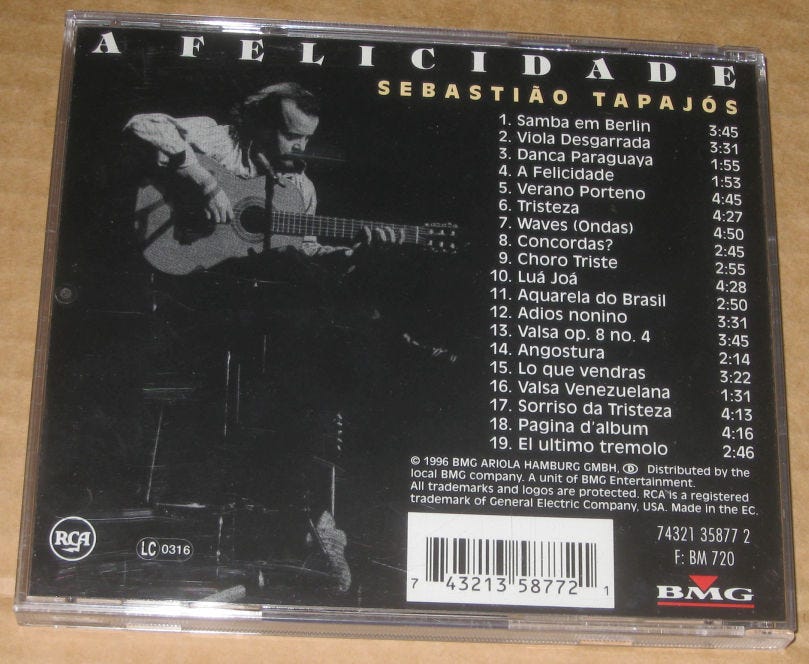 A FELICIDADE
SEBASTIÃO TAPAJÓS
1. Samba em Berlin 3:45
2. Viola Desgarrada 3:31
3. Danca Paraguaya 1:55
4. A Felicidade 1:53
5. Verano Porteno 4:45
6. Tristeza 4:27
7. Waves (Ondas) 4:50
8. Concordas? 2:45
9. Choro Triste 2:55
10. Luá Joá 4:28
11. Aquarela do Brasil 2:50
12. Adios nonino 3:31
13. Valsa op. 8 no. 4 3:45
14. Angostura 2:14
15. Lo que vendras 3:22
16. Valsa Venezuelana 1:31
17. Sorriso da Tristeza 4:13
18. Pagina d'album 4:16
19. El ultimo tremolo 2:46
© 1996 BMG ARIOLA HAMBURG GMBH, Ⓓ Distributed by the
local BMG company. A unit of BMG Entertainment.
All trademarks and logos are protected. RCA™ is a registered
trademark of General Electric Company, USA. Made in the EC.
RCA
LC 0316
7 43213 58772 1
74321 35877 2
F: BM 720
BMG